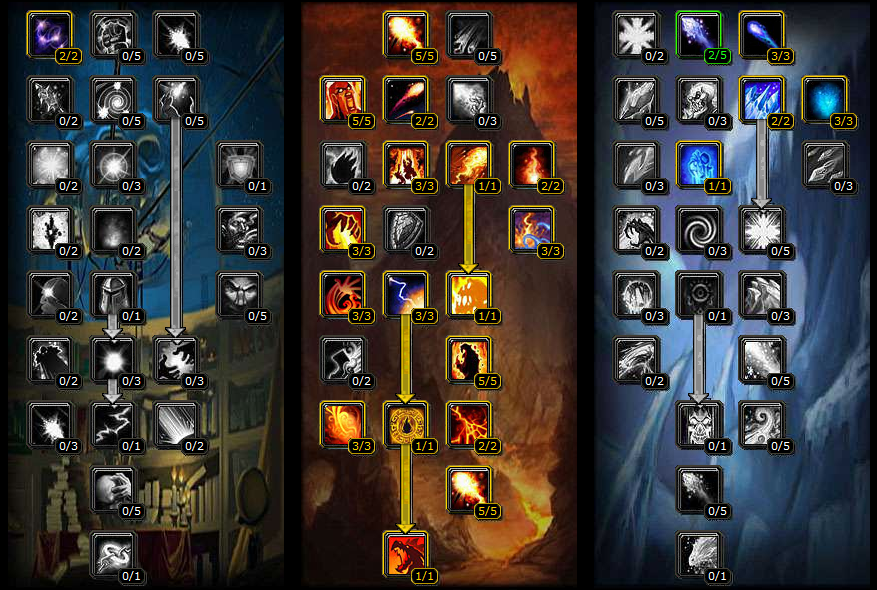 2/2 0/5 0/5 5/5 0/5 0/2 2/5 3/3
0/2 0/5 0/5 5/5 2/2 0/3 0/5 0/3 2/2 3/3
0/2 0/3 0/1 0/2 3/3 1/1 2/2 0/3 1/1 0/3
0/2 0/2 0/3 3/3 0/2 3/3 0/2 0/3 0/5
0/2 0/1 0/5 3/3 3/3 1/1 0/3 0/1 0/3
0/2 0/3 0/3 0/2 5/5 0/2 0/5
0/3 0/1 0/2 3/3 1/1 2/2 0/1 0/5
0/5 5/5 0/5
0/1 1/1 0/1